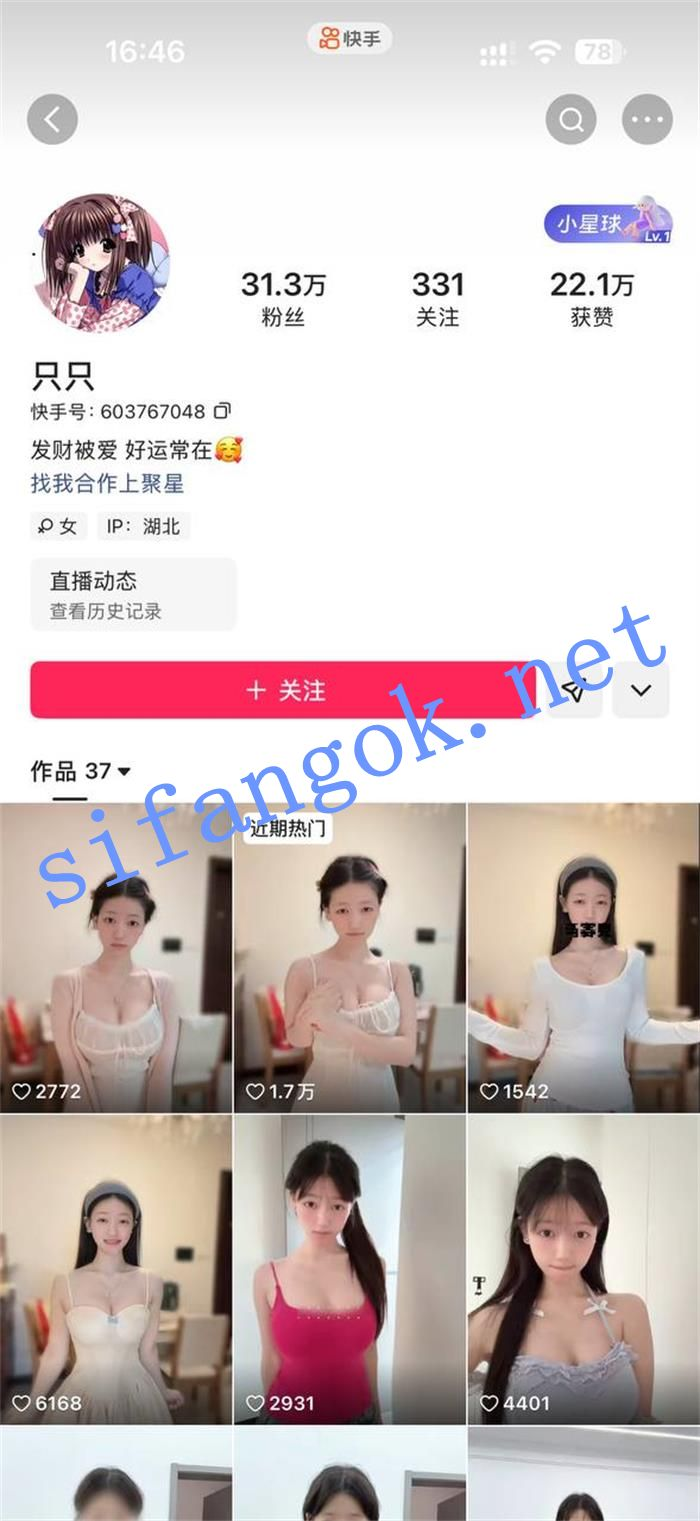 16:46
快手
78
小星球
Lv.1
31.3万
331
22.1万
粉丝
关注
获赞
只只
快手号: 603767048
发财被爱 好运常在🥰
找我合作上聚星
女
IP: 湖北
直播动态
查看历史记录
+ 关注
作品 37
sifangok.net
近期热门
2772
1.7万
1542
6168
2931
4401